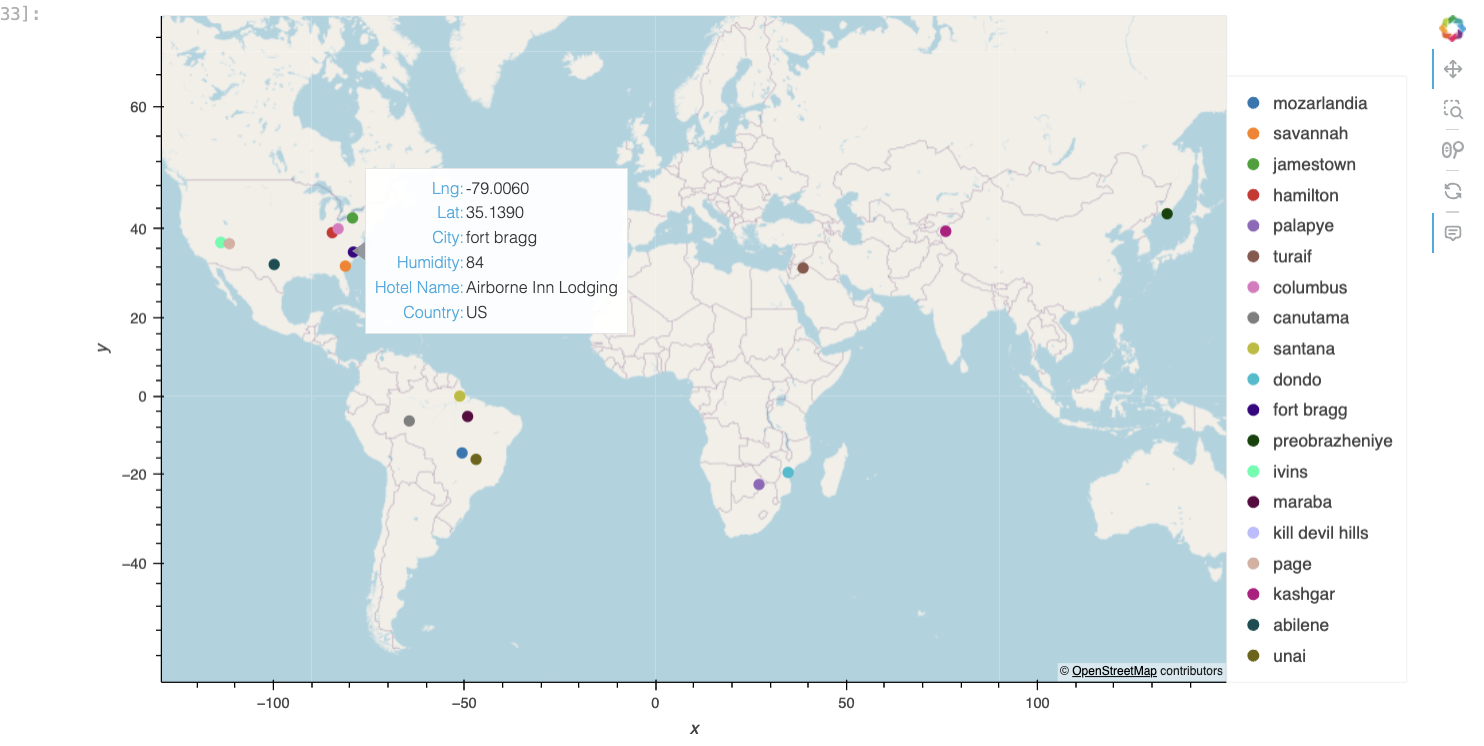 33]:
60
40
20
0
−20
−40
y
−100
−50
0
50
100
x
Lng: -79.0060
Lat: 35.1390
City: fort bragg
Humidity: 84
Hotel Name: Airborne Inn Lodging
Country: US
© OpenStreetMap contributors
mozarlandia
savannah
jamestown
hamilton
palapye
turaif
columbus
canutama
santana
dondo
fort bragg
preobrazheniye
ivins
maraba
kill devil hills
page
kashgar
abilene
unai